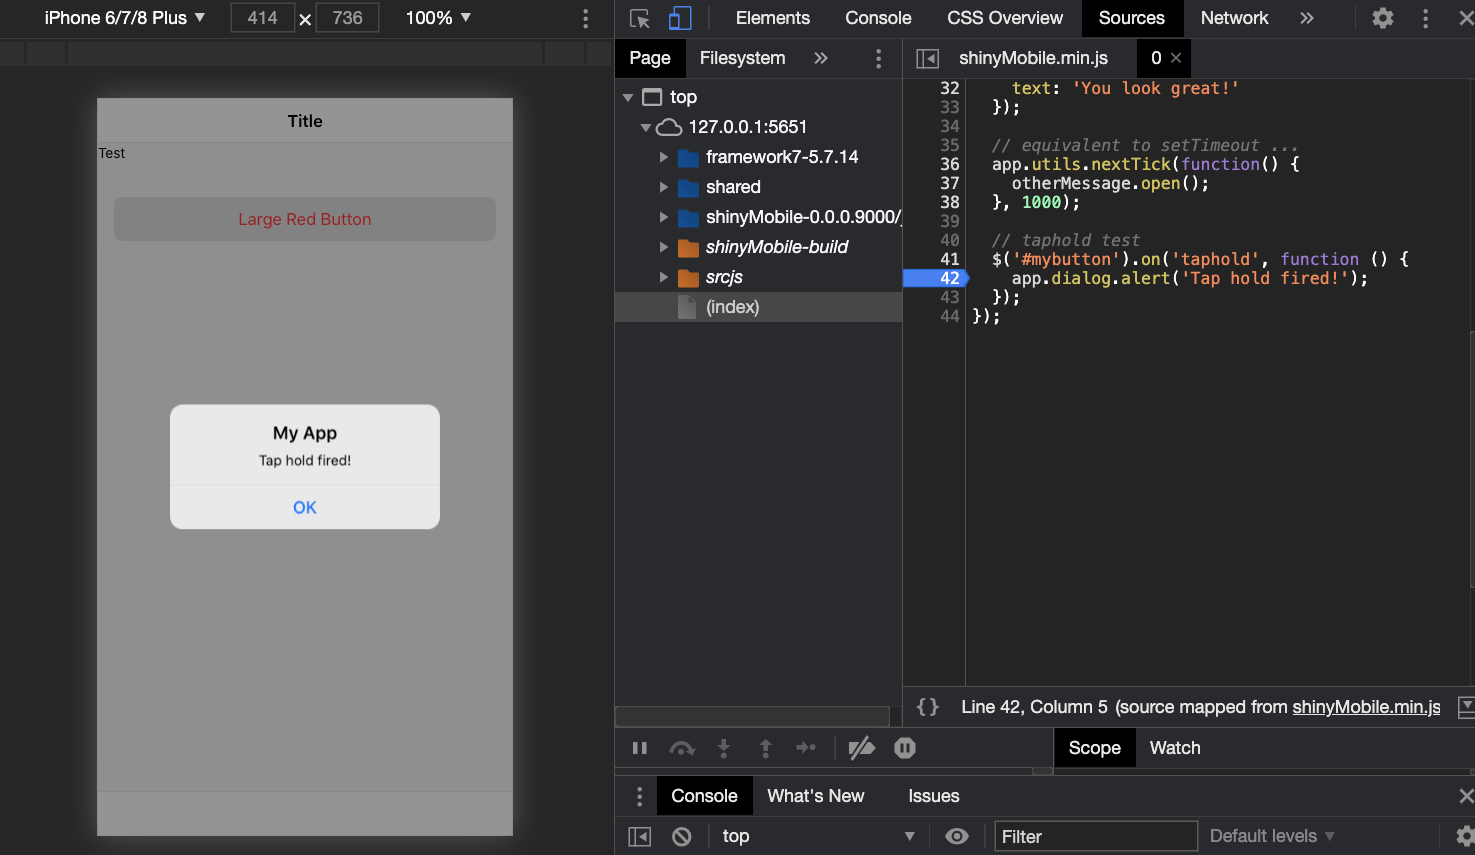 iPhone 6/7/8 Plus ▼ 414 × 736 100% ▼
Title
Test
Large Red Button
My App
Tap hold fired!
OK
Elements Console CSS Overview Sources Network »
Page Filesystem »
top
127.0.0.1:5651
framework7-5.7.14
shared
shinyMobile-0.0.0.9000/
shinyMobile-build
srcjs
(index)
shinyMobile.min.js 0 ×
32 text: 'You look great!'
33 });
34
35 // equivalent to setTimeout ...
36 app.utils.nextTick(function() {
37 otherMessage.open();
38 }, 1000);
39
40 // taphold test
41 $('#mybutton').on('taphold', function () {
42 app.dialog.alert('Tap hold fired!');
43 });
44 });
{} Line 42, Column 5 (source mapped from shinyMobile.min.js
Scope Watch
Console What's New Issues
top ▼ Filter Default levels ▼